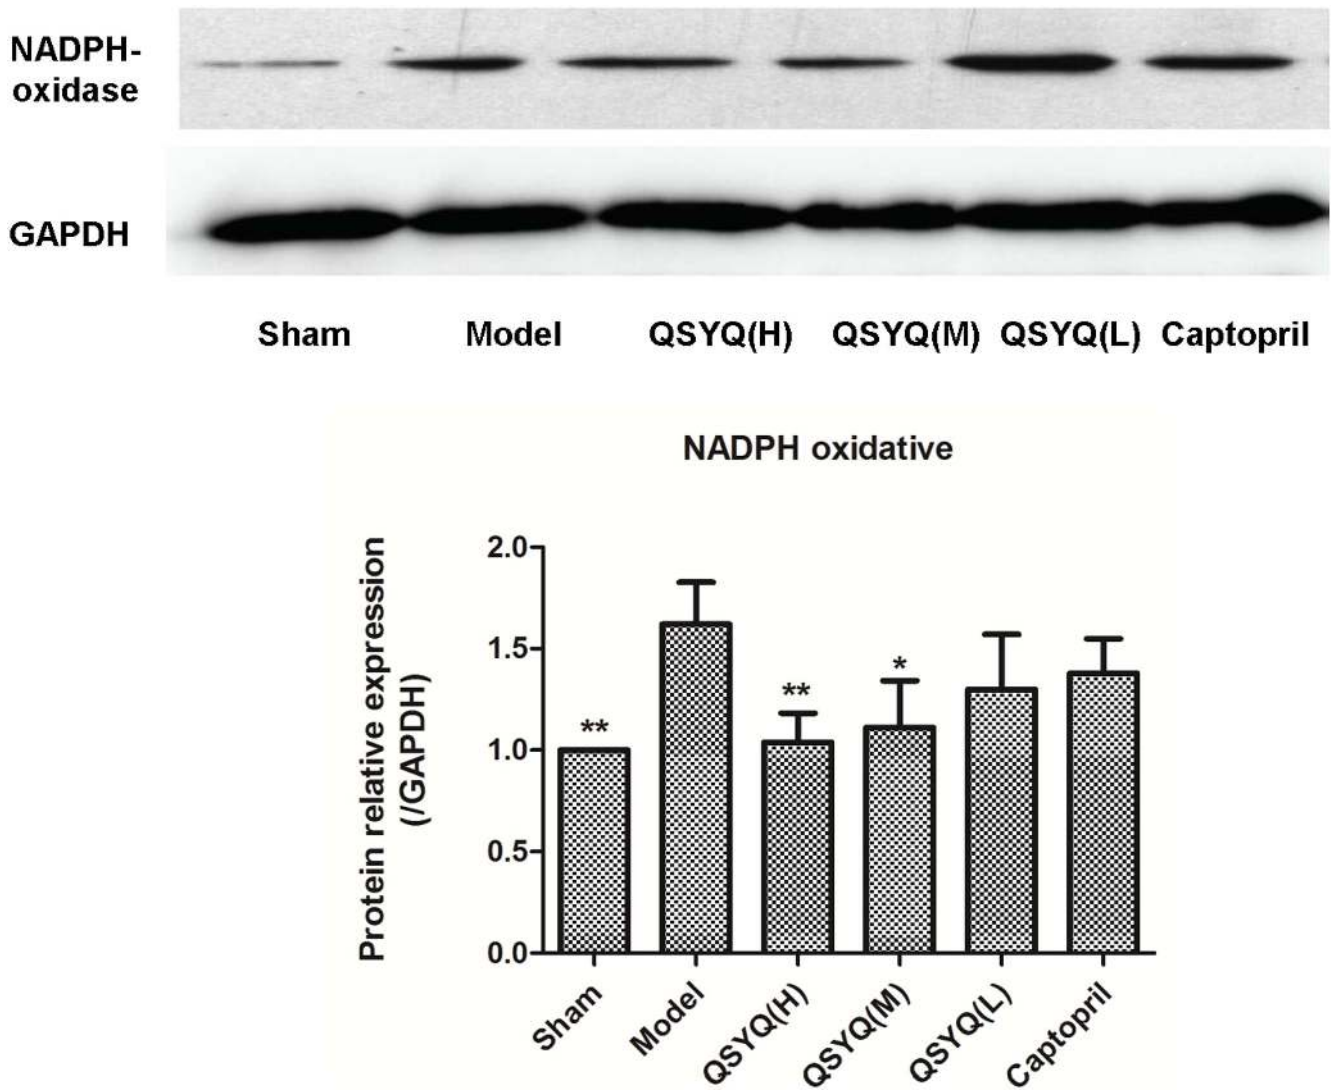 NADPH-
oxidase
GAPDH
Sham Model QSYQ(H) QSYQ(M) QSYQ(L) Captopril
NADPH oxidative
Protein relative expression
(/GAPDH)
2.0
1.5
1.0
0.5
0.0
**
**
*
Sham
Model
QSYQ(H)
QSYQ(M)
QSYQ(L)
Captopril